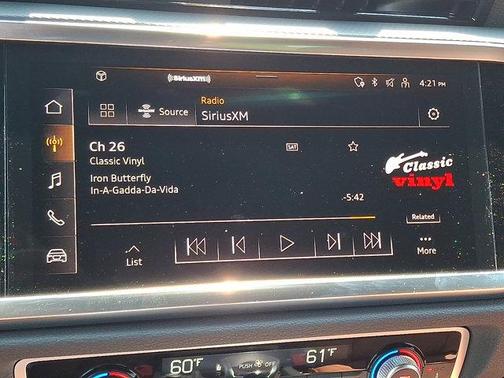 ((SiriusXM))
4:21 PM
Radio
Source
SiriusXM
Ch 26
SAT
Classic Vinyl
Iron Butterfly
In-A-Gadda-Da-Vida
Classic
vinyl
-5:42
Related
List
More
60°F
PUSH OFF
61°F